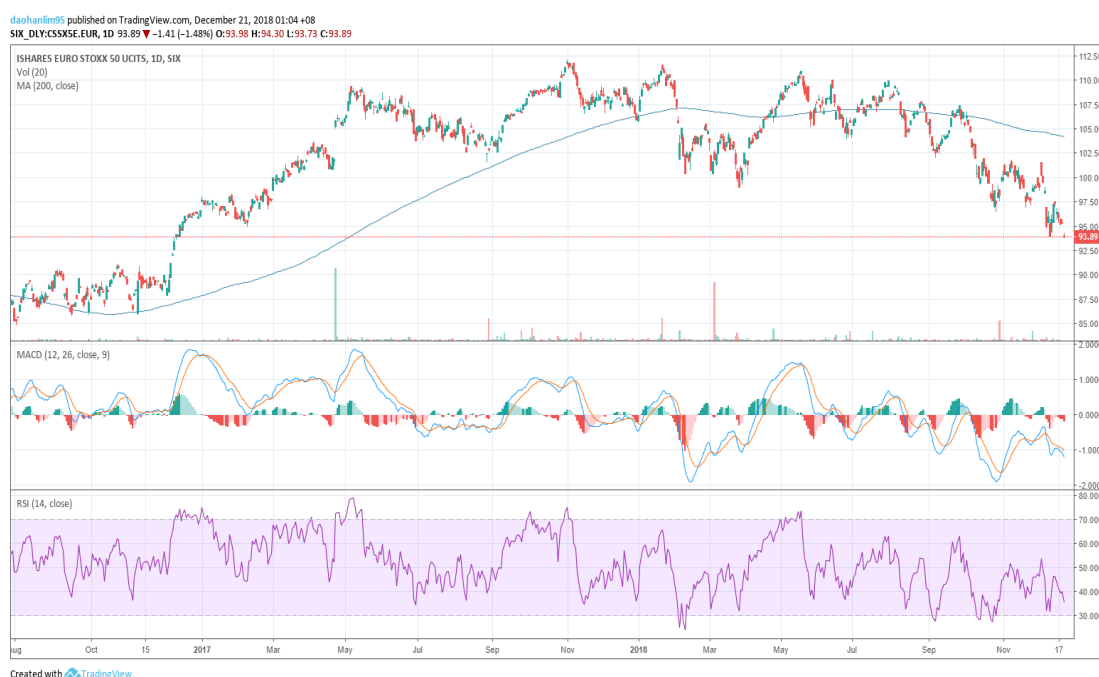 daohanlim95 published on TradingView.com, December 21, 2018 01:04 +08
SIX_DLY:CSSX5E.EUR, 1D 93.89 ▼ −1.41 (−1.48%) O:93.98 H:94.30 L:93.73 C:93.89
ISHARES EURO STOXX 50 UCITS, 1D, SIX
Vol (20)
MA (200, close)
112.50
110.00
107.50
105.00
102.50
100.00
97.50
95.00
93.89
92.50
90.00
87.50
85.00
MACD (12, 26, close, 9)
2.000
1.000
0.000
-1.000
-2.000
RSI (14, close)
80.00
70.00
60.00
50.00
40.00
30.00
Aug Oct 15 2017 Mar May Jul Sep Nov 2018 Mar May Jul Sep Nov 17
Created with TradingView